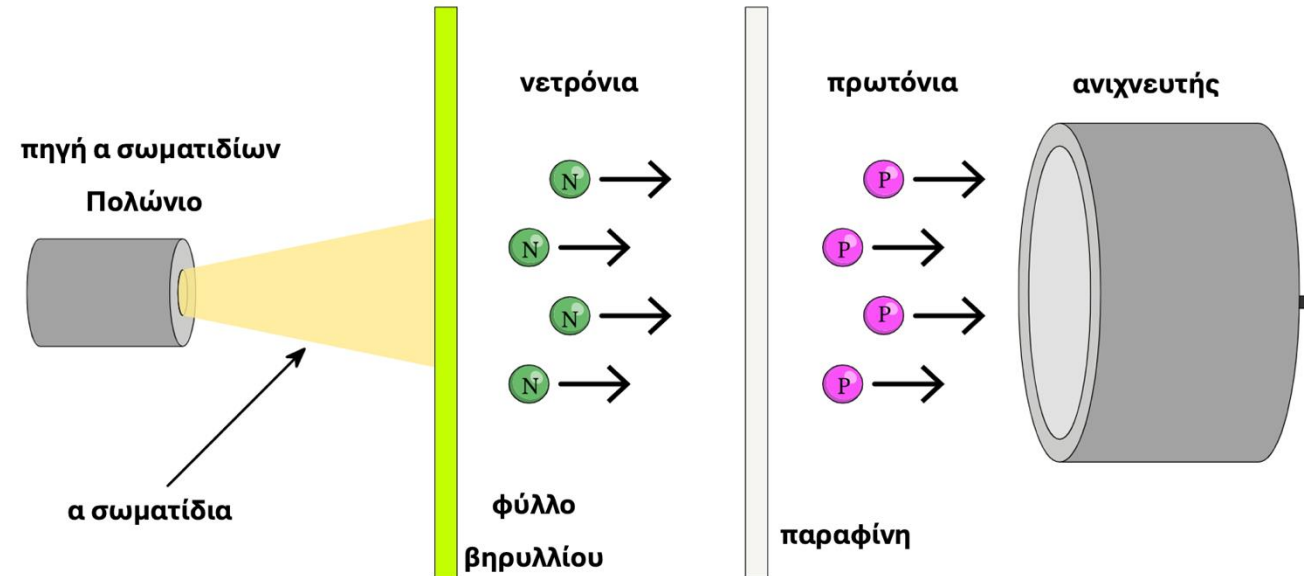 νετρόνια
πρωτόνια
ανιχνευτής
πηγή α σωματιδίων
Πολώνιο
N
P
N
P
N
P
N
P
α σωματίδια
φύλλο
βηρυλλίου
παραφίνη